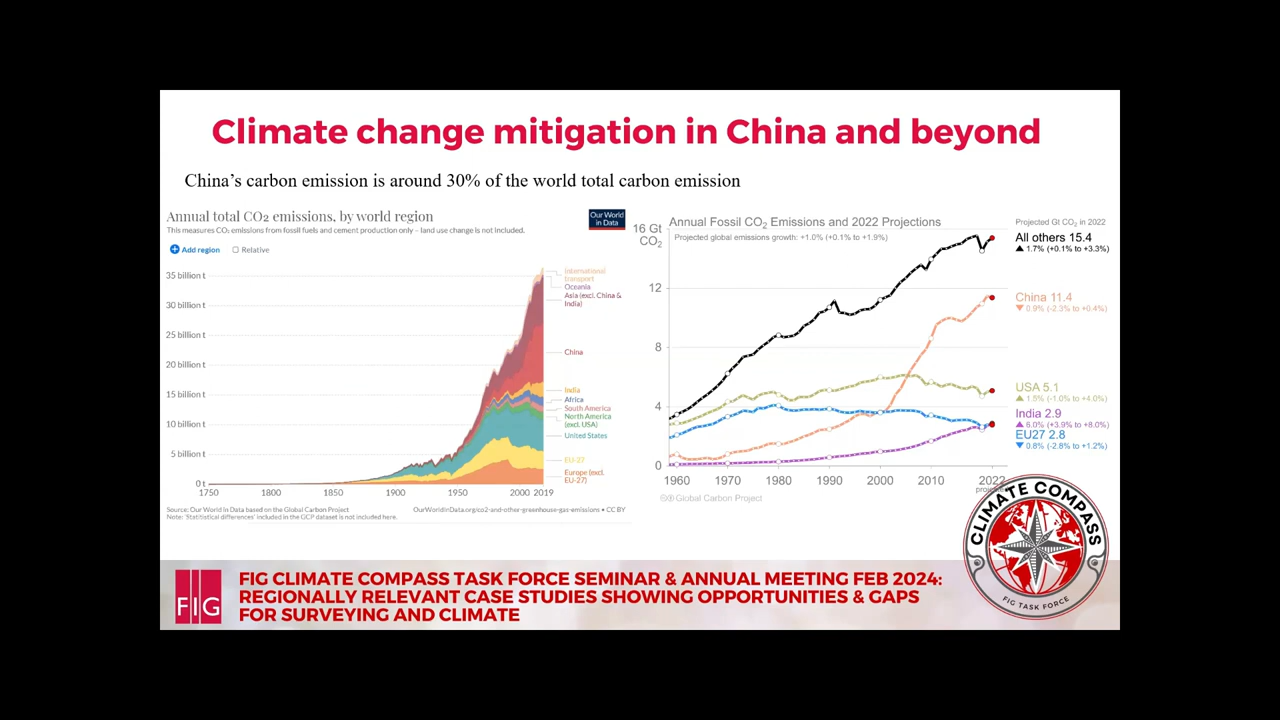 Climate change mitigation in China and beyond
China's carbon emission is around 30% of the world total carbon emission
Annual total CO₂ emissions, by world region
This measures CO₂ emissions from fossil fuels and cement production only – land use change is not included.
Our World
in Data
Add region
Relative
35 billion t
30 billion t
25 billion t
20 billion t
15 billion t
10 billion t
5 billion t
0 t
1750
1800
1850
1900
1950
2000
2019
International
transport
Oceania
Asia (excl. China &
India)
China
India
Africa
South America
North America
(excl. USA)
United States
EU-27
Europe (excl.
EU-27)
Source: Our World in Data based on the Global Carbon Project
OurWorldInData.org/co2-and-other-greenhouse-gas-emissions • CC BY
Note: 'Statistical differences' included in the GCP dataset is not included here.
Annual Fossil CO₂ Emissions and 2022 Projections
Projected global emissions growth: +1.0% (+0.1% to +1.9%)
16 Gt
CO₂
12
8
4
0
1960
1970
1980
1990
2000
2010
2022
Projected Gt CO₂ in 2022
All others 15.4
▲ 1.7% (+0.1% to +3.3%)
China 11.4
▼ 0.9% (-2.3% to +0.4%)
USA 5.1
▲ 1.5% (-1.0% to +4.0%)
India 2.9
▲ 6.0% (+3.9% to +8.0%)
EU27 2.8
▼ 0.8% (-2.8% to +1.2%)
Global Carbon Project
CLIMATE COMPASS
FIG TASK FORCE
FIG
FIG CLIMATE COMPASS TASK FORCE SEMINAR & ANNUAL MEETING FEB 2024:
REGIONALLY RELEVANT CASE STUDIES SHOWING OPPORTUNITIES & GAPS
FOR SURVEYING AND CLIMATE